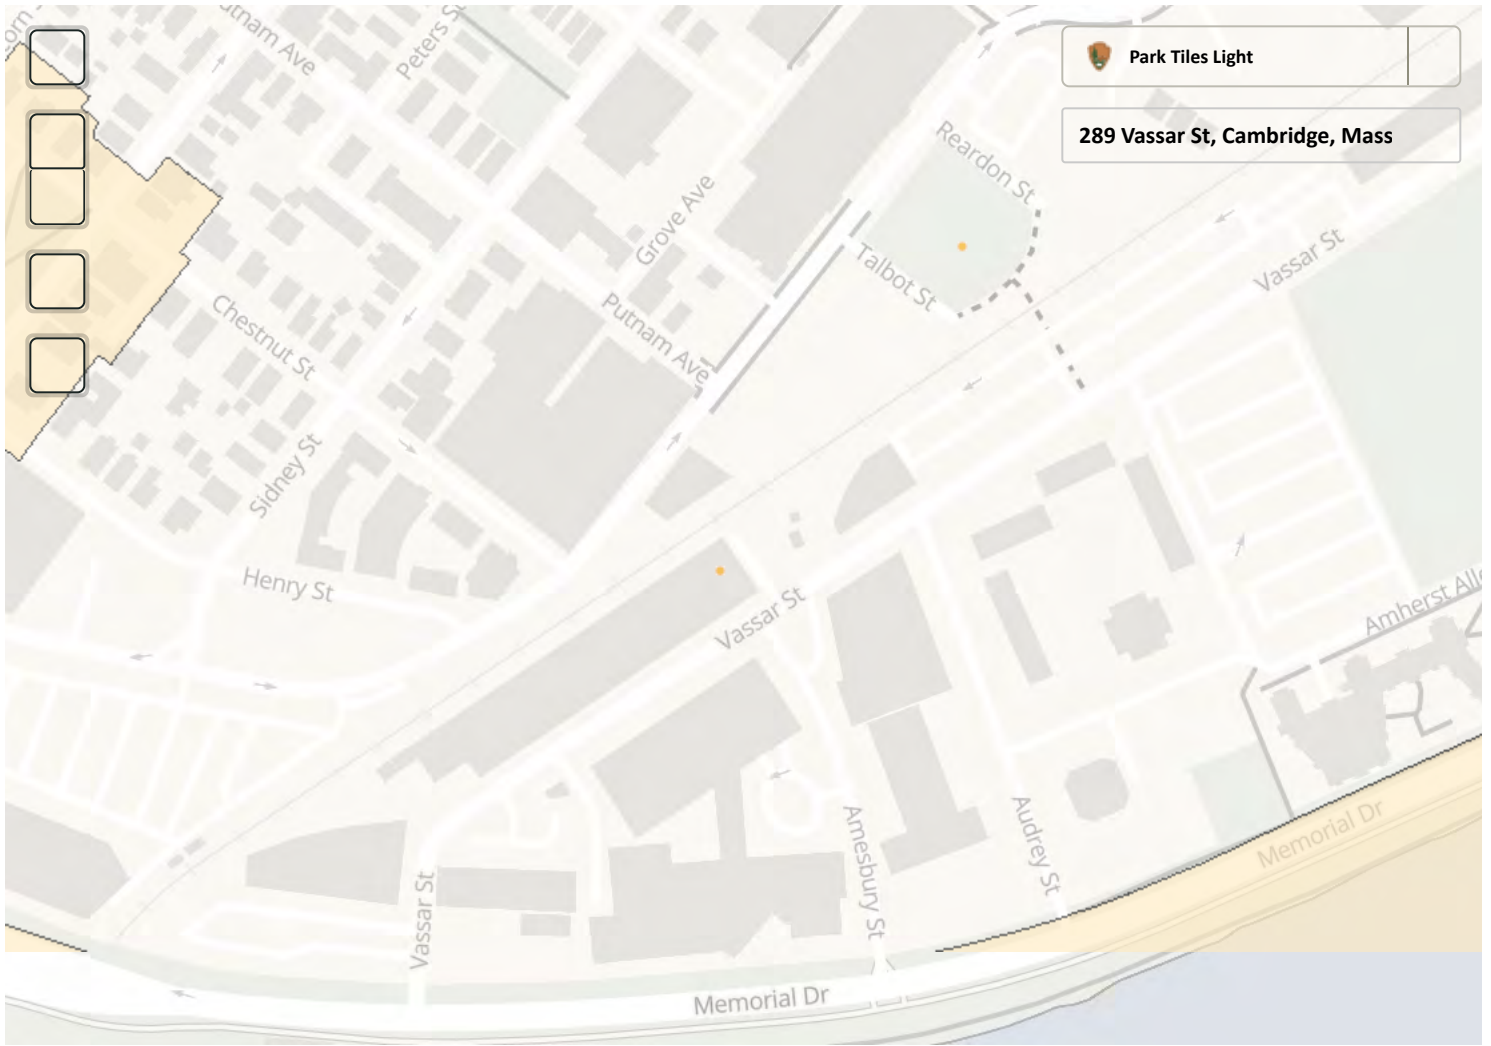 Putnam Ave
Peters St
Park Tiles Light
289 Vassar St, Cambridge, Mass
Reardon St
Grove Ave
Talbot St
Vassar St
Chestnut St
Putnam Ave
Sidney St
Henry St
Vassar St
Amherst Alle
Memorial Dr
Amesbury St
Audrey St
Vassar St
Memorial Dr